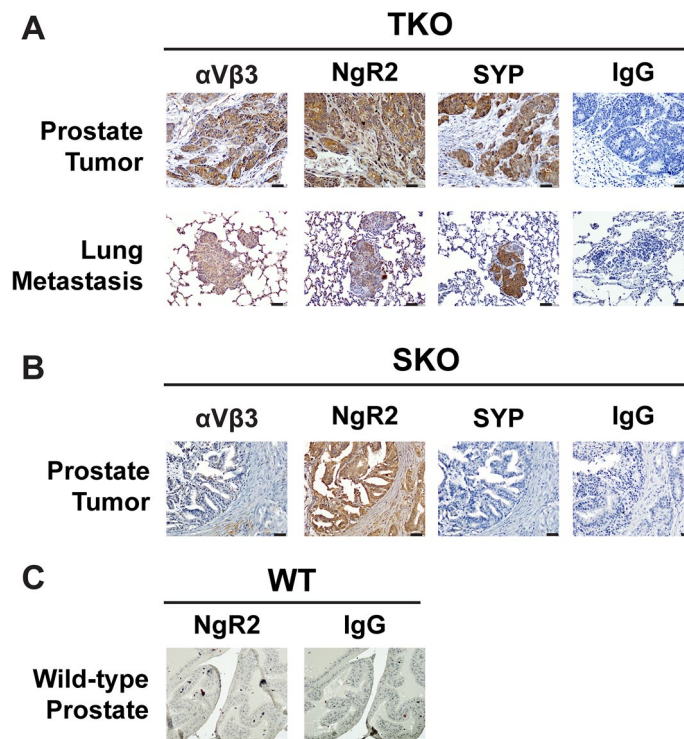 A
TKO
αVβ3
NgR2
SYP
IgG
Prostate
Tumor
Lung
Metastasis
B
SKO
αVβ3
NgR2
SYP
IgG
Prostate
Tumor
C
WT
NgR2
IgG
Wild-type
Prostate